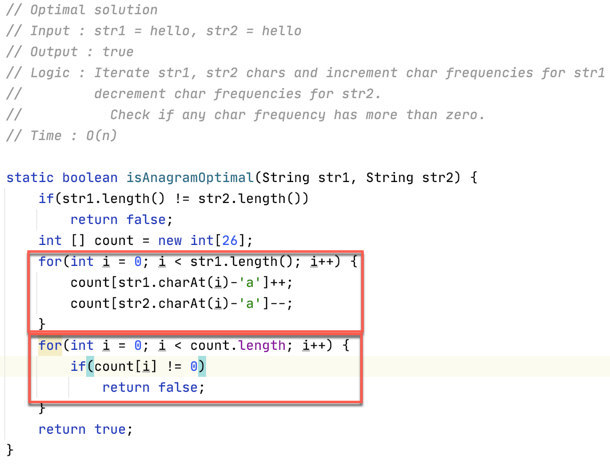 // Optimal solution
// Input : str1 = hello, str2 = hello
// Output : true
// Logic : Iterate str1, str2 chars and increment char frequencies for str1
//         decrement char frequencies for str2.
//           Check if any char frequency has more than zero.
// Time : O(n)
static boolean isAnagramOptimal(String str1, String str2) {
    if(str1.length() != str2.length())
        return false;
    int [] count = new int[26];
    for(int i = 0; i < str1.length(); i++) {
        count[str1.charAt(i)-'a']++;
        count[str2.charAt(i)-'a']--;
    }
    for(int i = 0; i < count.length; i++) {
        if(count[i] != 0)
            return false;
    }
    return true;
}